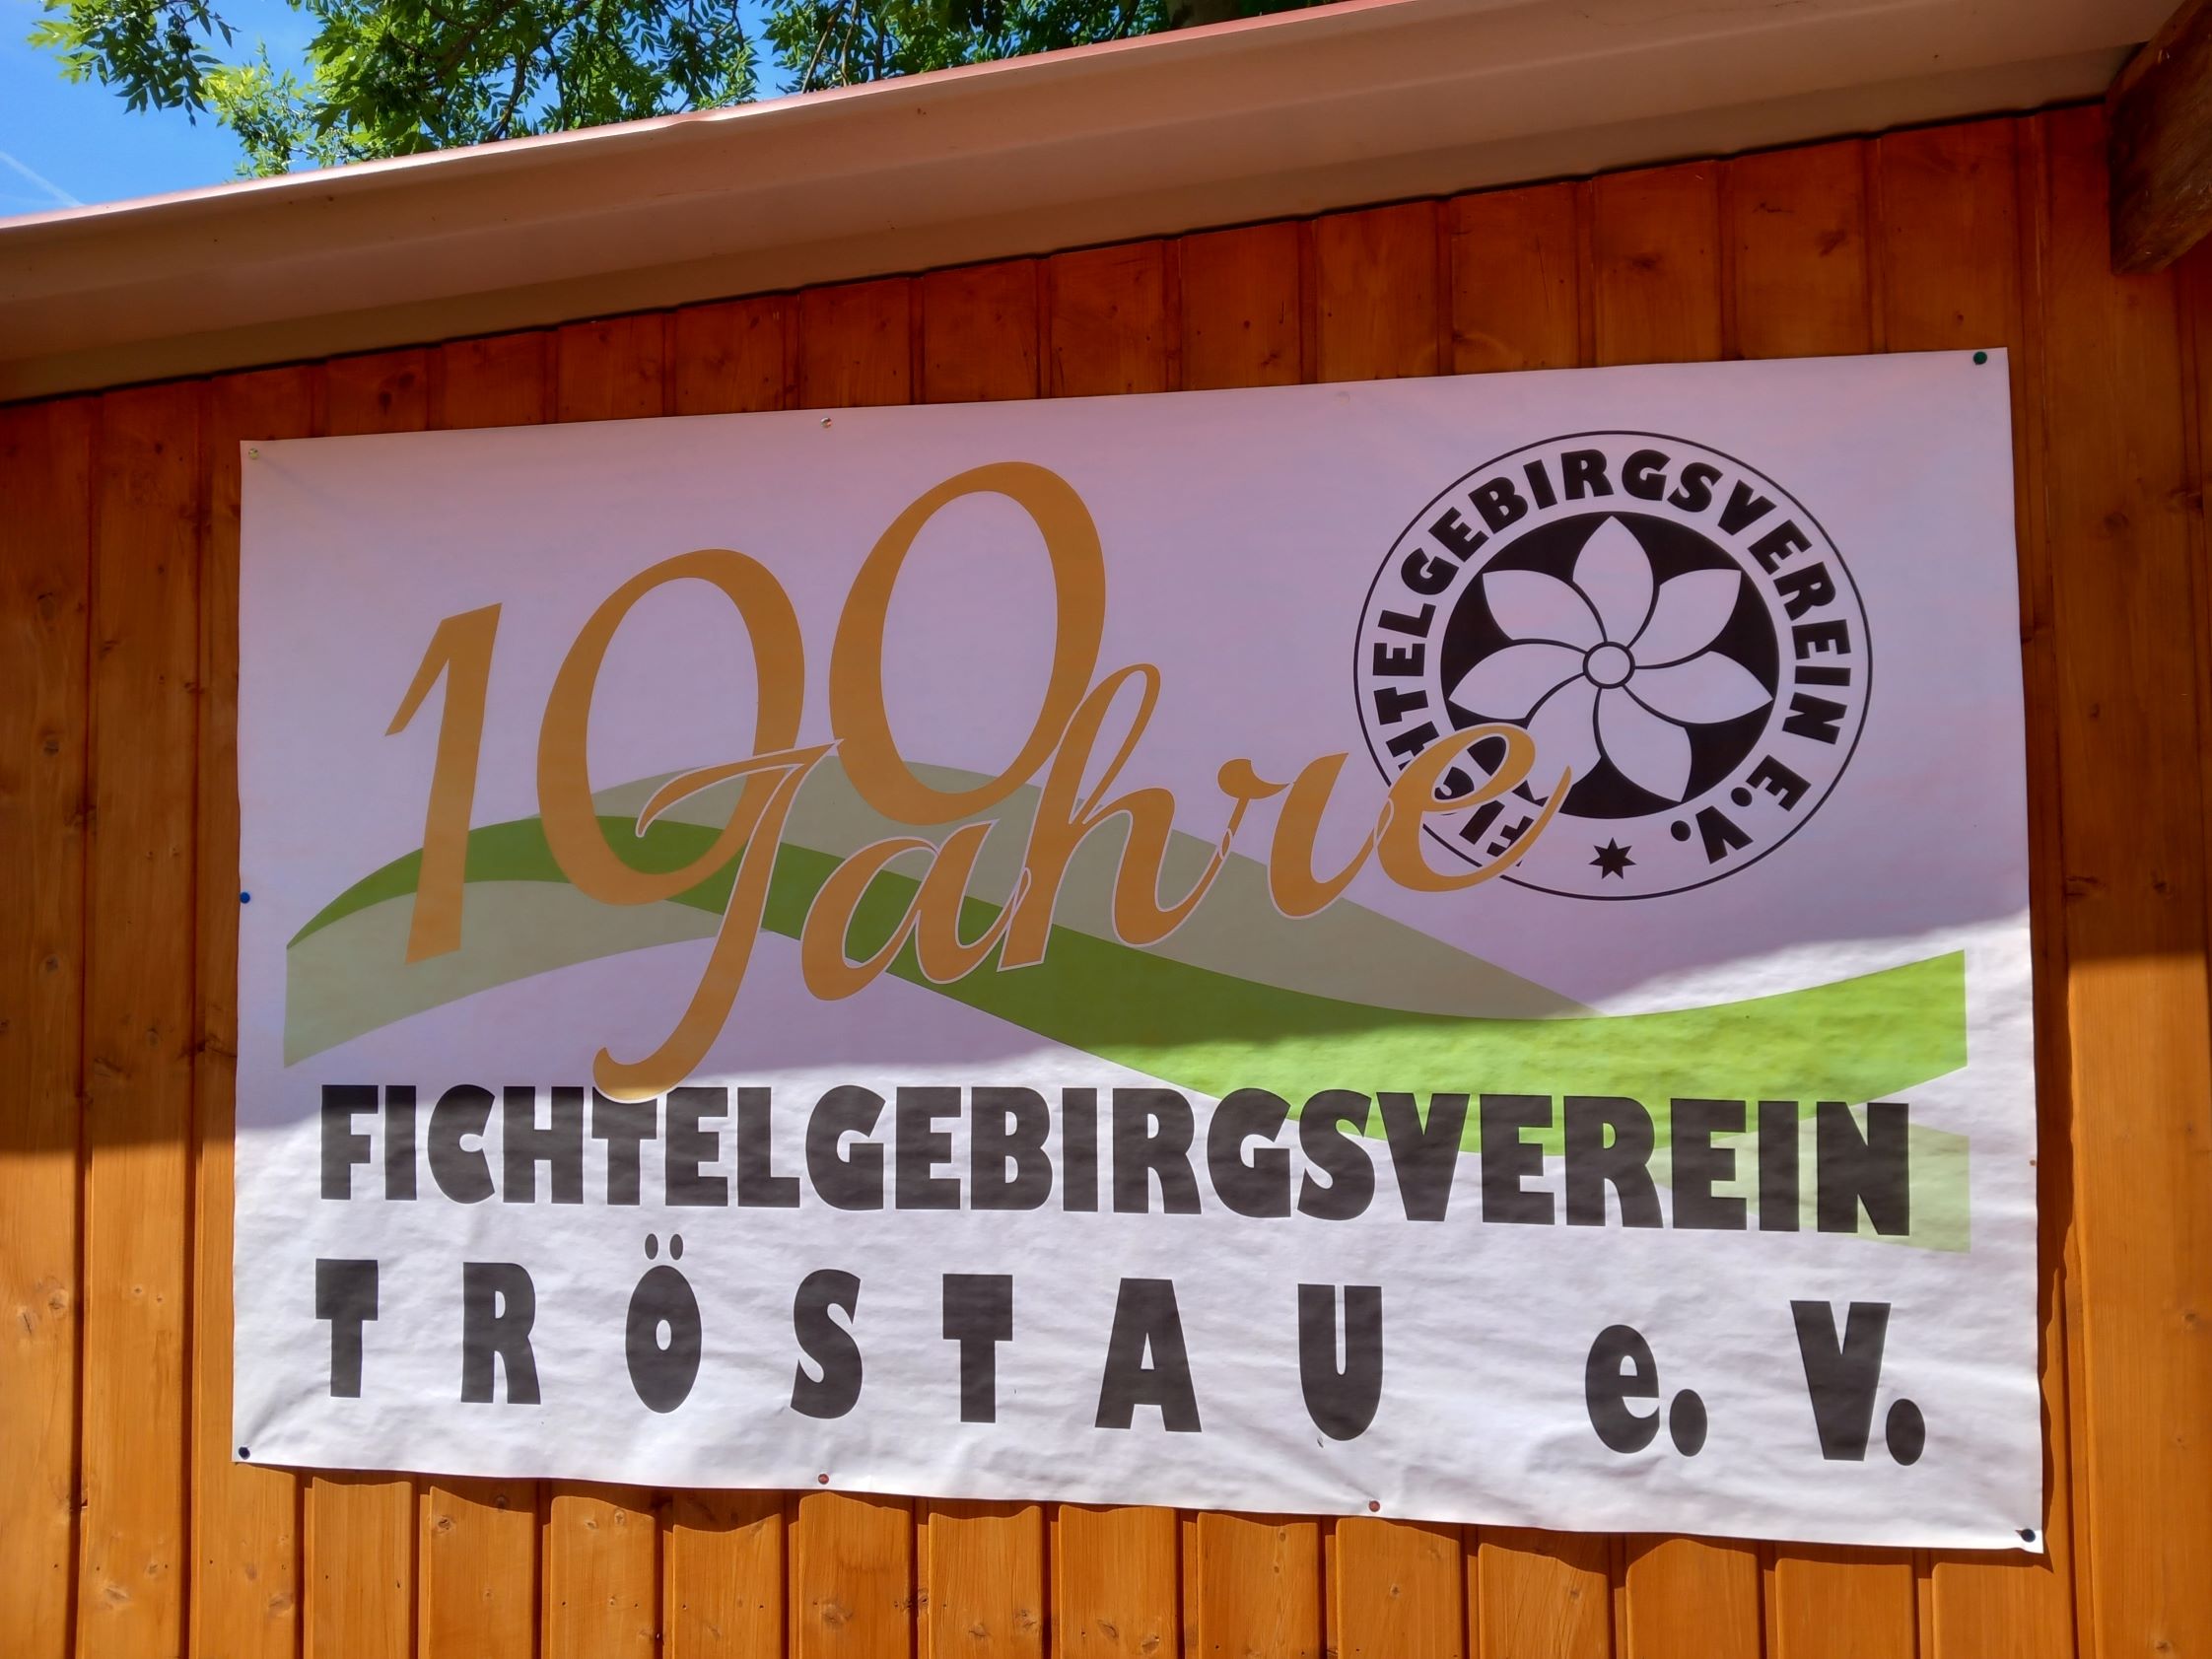 100
Jahre
FICHTELGEBIRGSVEREIN E.V.
FICHTELGEBIRGSVEREIN
TRÖSTAU e. V.